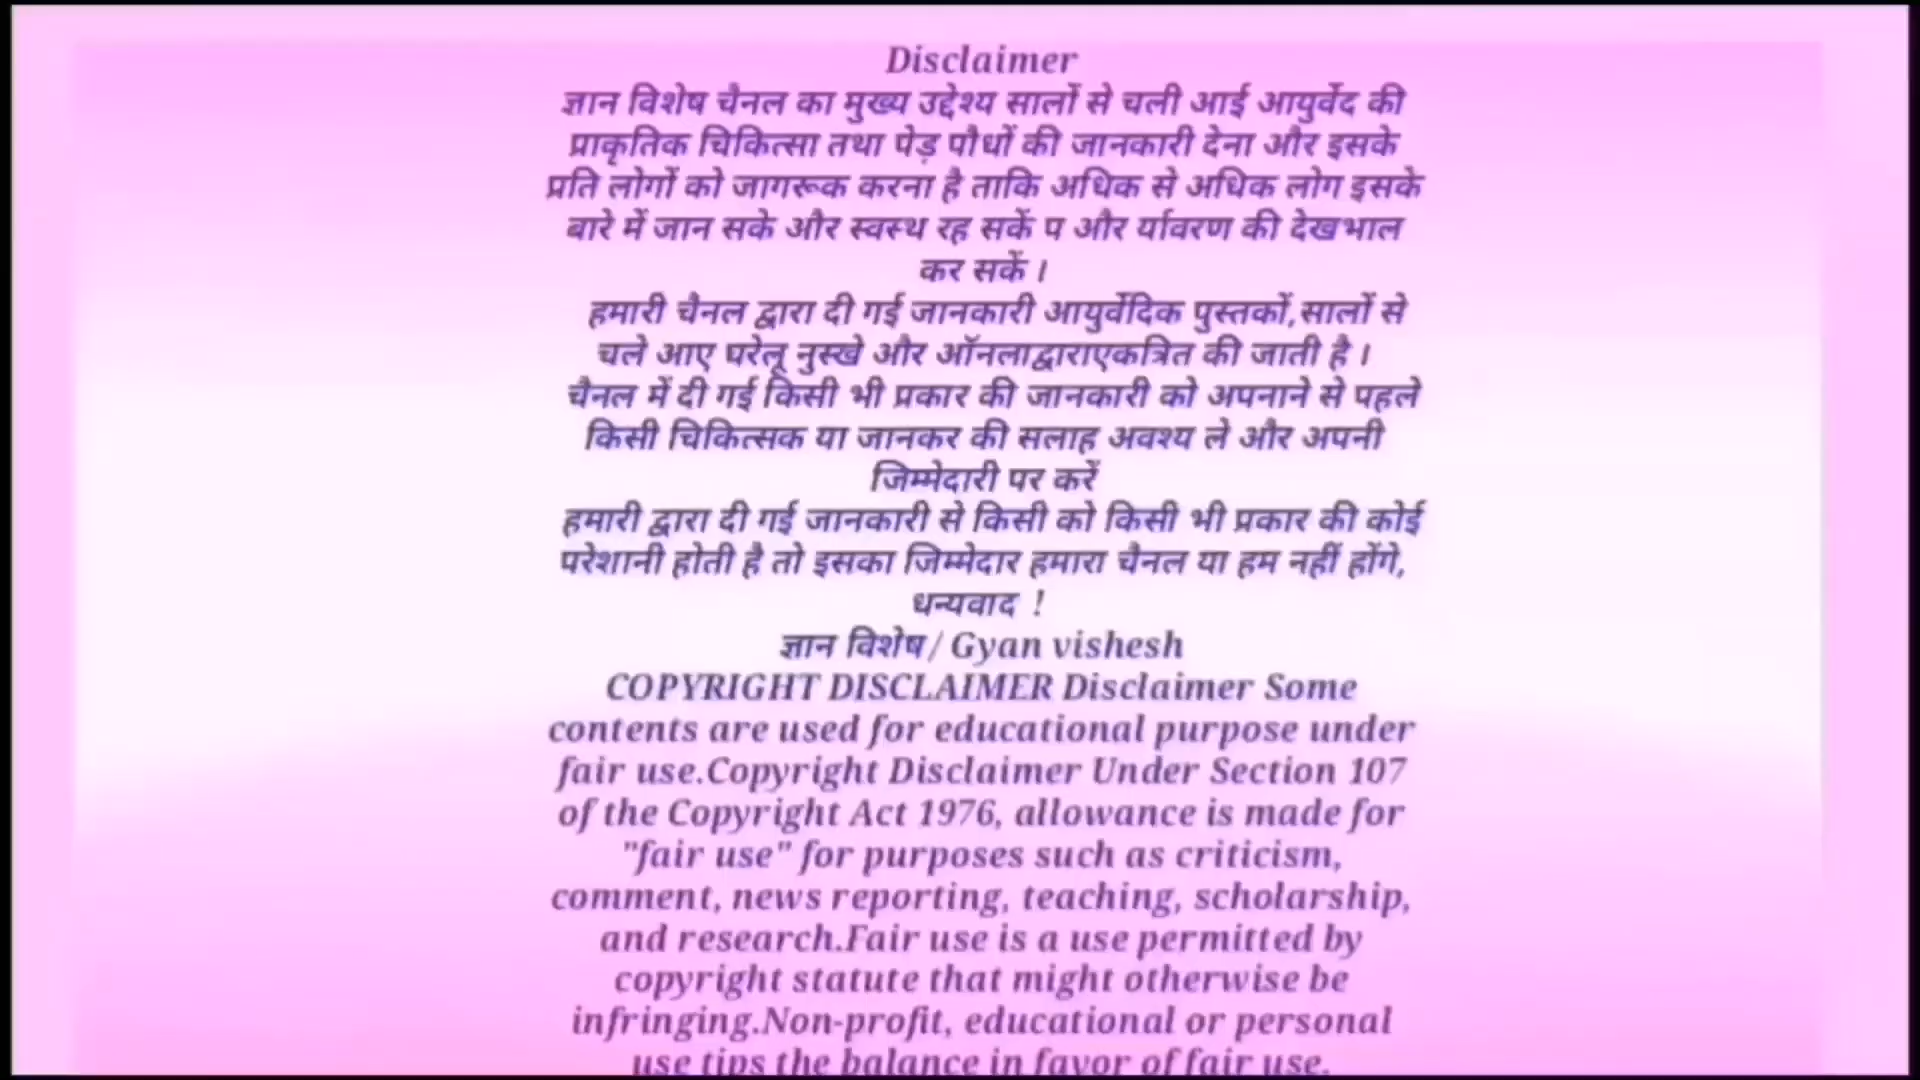 Disclaimer
ज्ञान विशेष चैनल का मुख्य उद्देश्य सालों से चली आई आयुर्वेद की
प्राकृतिक चिकित्सा तथा पेड़ पौधों की जानकारी देना और इसके
प्रति लोगों को जागरूक करना है ताकि अधिक से अधिक लोग इसके
बारे में जान सके और स्वस्थ रह सकें प और र्यावरण की देखभाल
कर सकें ।
हमारी चैनल द्वारा दी गई जानकारी आयुर्वेदिक पुस्तकों,सालों से
चले आए घरेलू नुस्खे और ऑनलाद्वाराएकत्रित की जाती है ।
चैनल में दी गई किसी भी प्रकार की जानकारी को अपनाने से पहले
किसी चिकित्सक या जानकर की सलाह अवश्य ले और अपनी
जिम्मेदारी पर करें
हमारी द्वारा दी गई जानकारी से किसी को किसी भी प्रकार की कोई
परेशानी होती है तो इसका जिम्मेदार हमारा चैनल या हम नहीं होंगे,
धन्यवाद !
ज्ञान विशेष/ Gyan vishesh
COPYRIGHT DISCLAIMER Disclaimer Some
contents are used for educational purpose under
fair use.Copyright Disclaimer Under Section 107
of the Copyright Act 1976, allowance is made for
"fair use" for purposes such as criticism,
comment, news reporting, teaching, scholarship,
and research.Fair use is a use permitted by
copyright statute that might otherwise be
infringing.Non-profit, educational or personal
use tips the balance in favor of fair use.